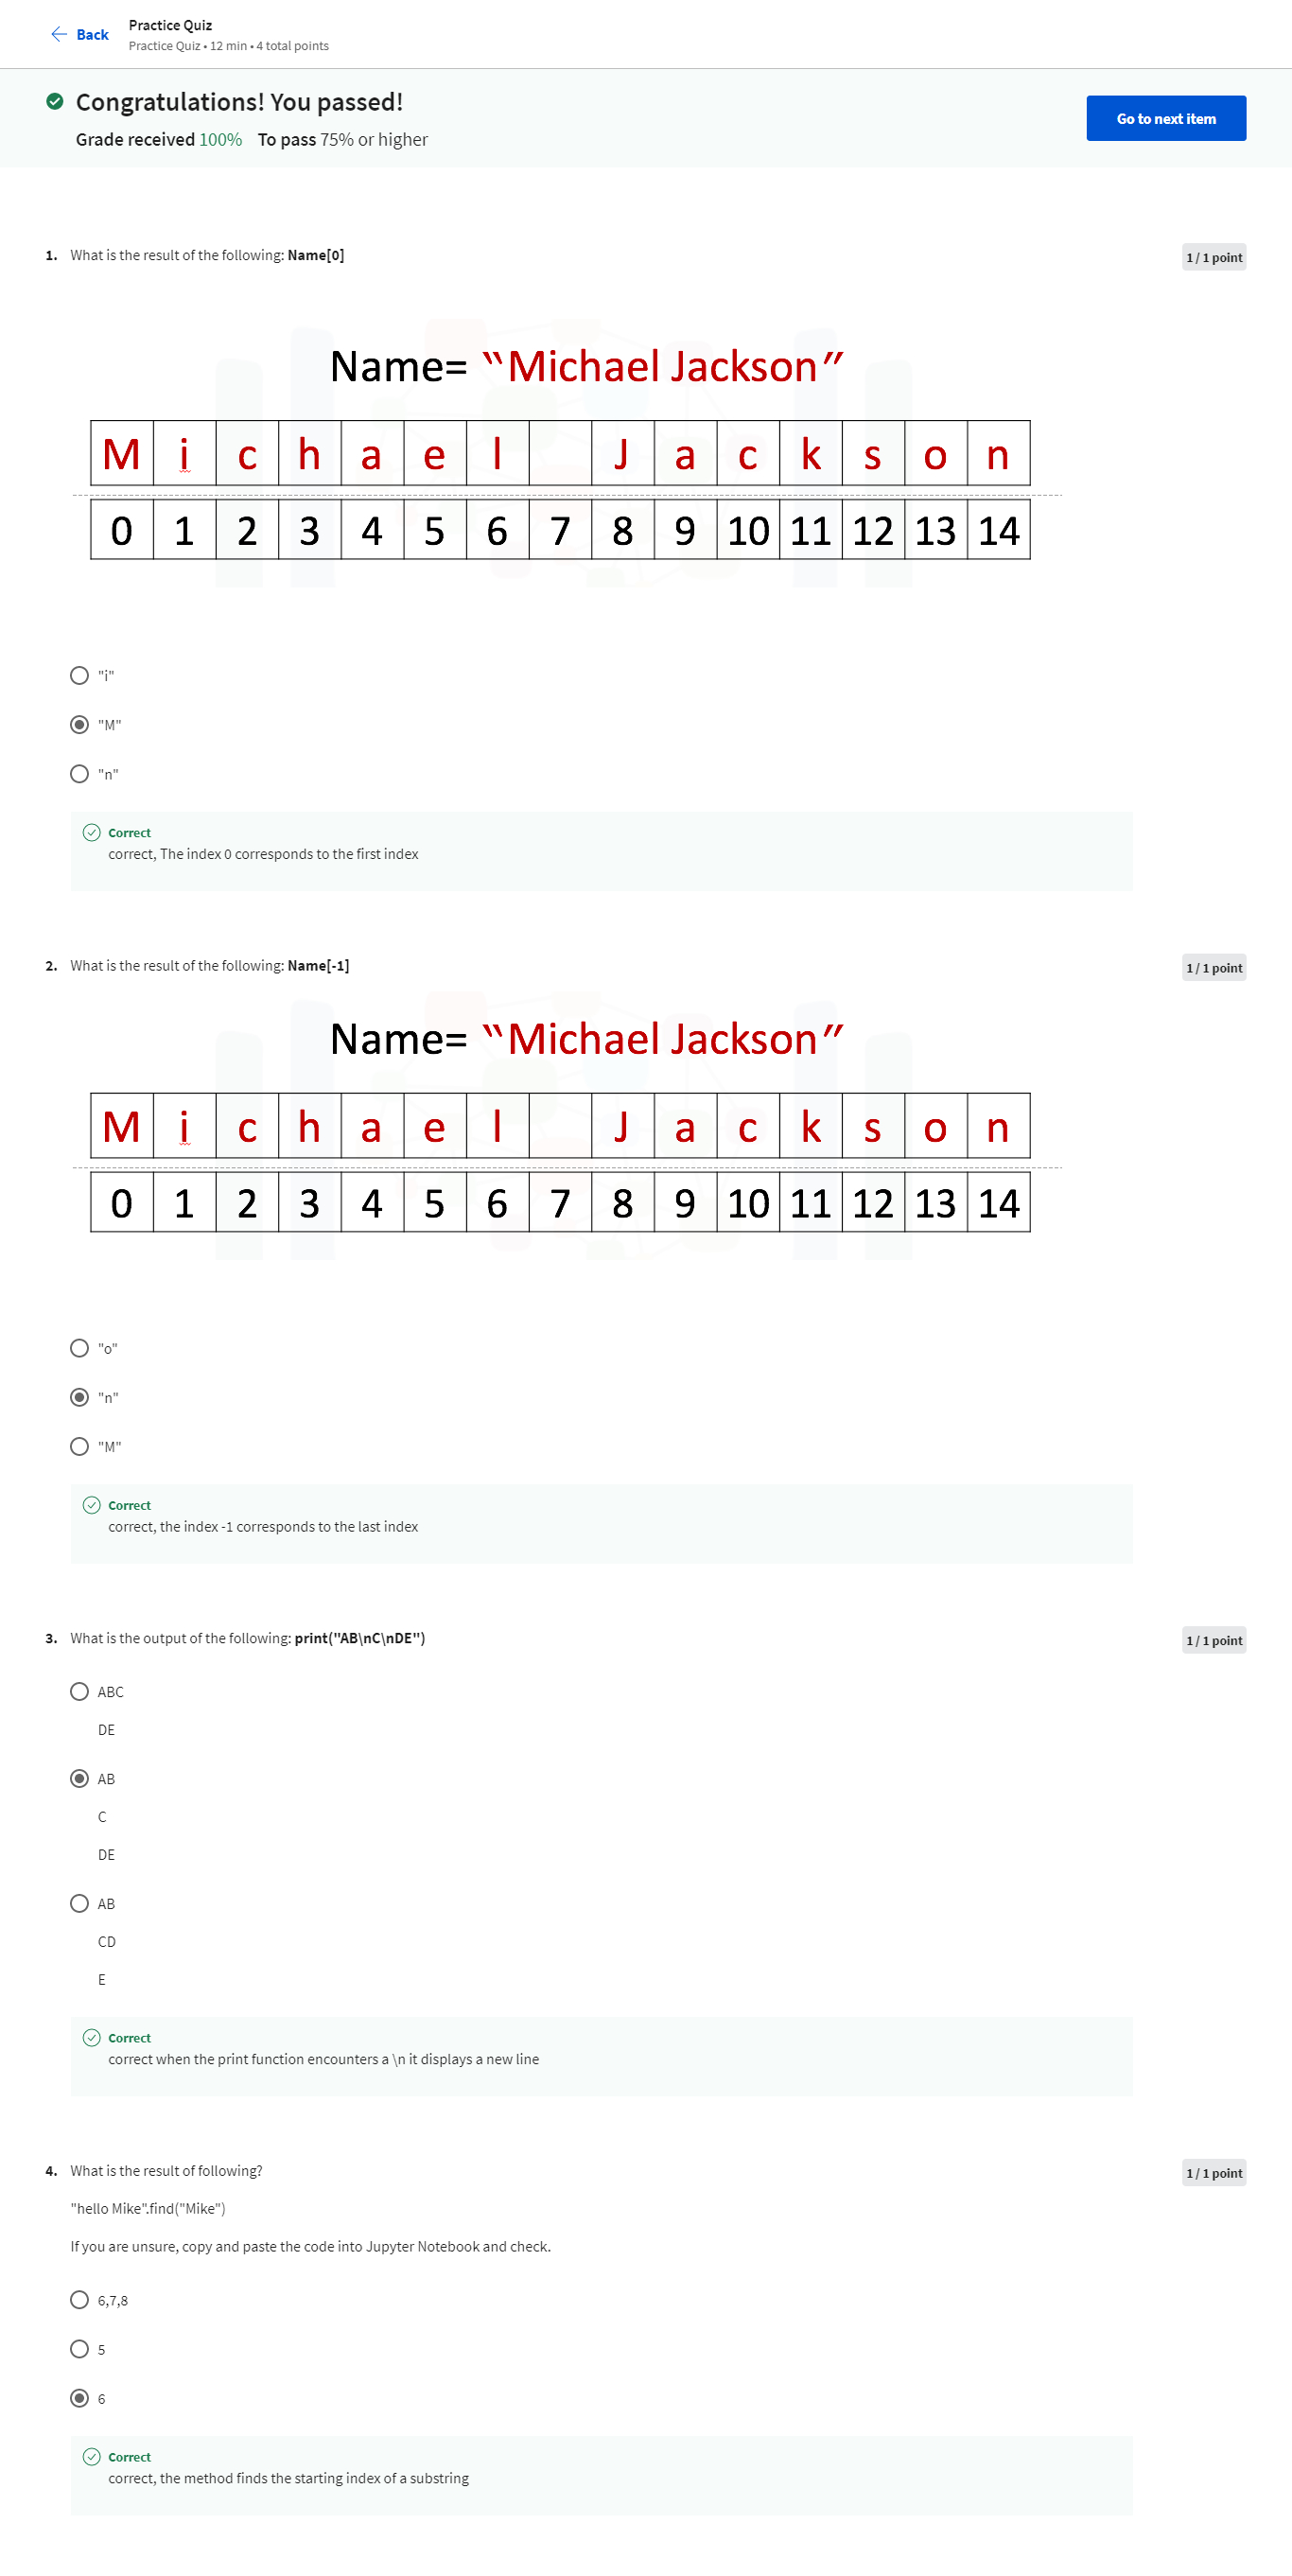 Back
Practice Quiz
Practice Quiz • 12 min • 4 total points
Congratulations! You passed!
Grade received 100% To pass 75% or higher
Go to next item
1. What is the result of the following: Name[0]
1 / 1 point
Name= “Michael Jackson”
M i c h a e l J a c k s o n
0 1 2 3 4 5 6 7 8 9 10 11 12 13 14
"i"
"M"
"n"
Correct
correct, The index 0 corresponds to the first index
2. What is the result of the following: Name[-1]
1 / 1 point
Name= “Michael Jackson”
M i c h a e l J a c k s o n
0 1 2 3 4 5 6 7 8 9 10 11 12 13 14
"o"
"n"
"M"
Correct
correct, the index -1 corresponds to the last index
3. What is the output of the following: print("AB\nC\nDE")
1 / 1 point
ABC
DE
AB
C
DE
AB
CD
E
Correct
correct when the print function encounters a \n it displays a new line
4. What is the result of following?
1 / 1 point
"hello Mike".find("Mike")
If you are unsure, copy and paste the code into Jupyter Notebook and check.
6,7,8
5
6
Correct
correct, the method finds the starting index of a substring